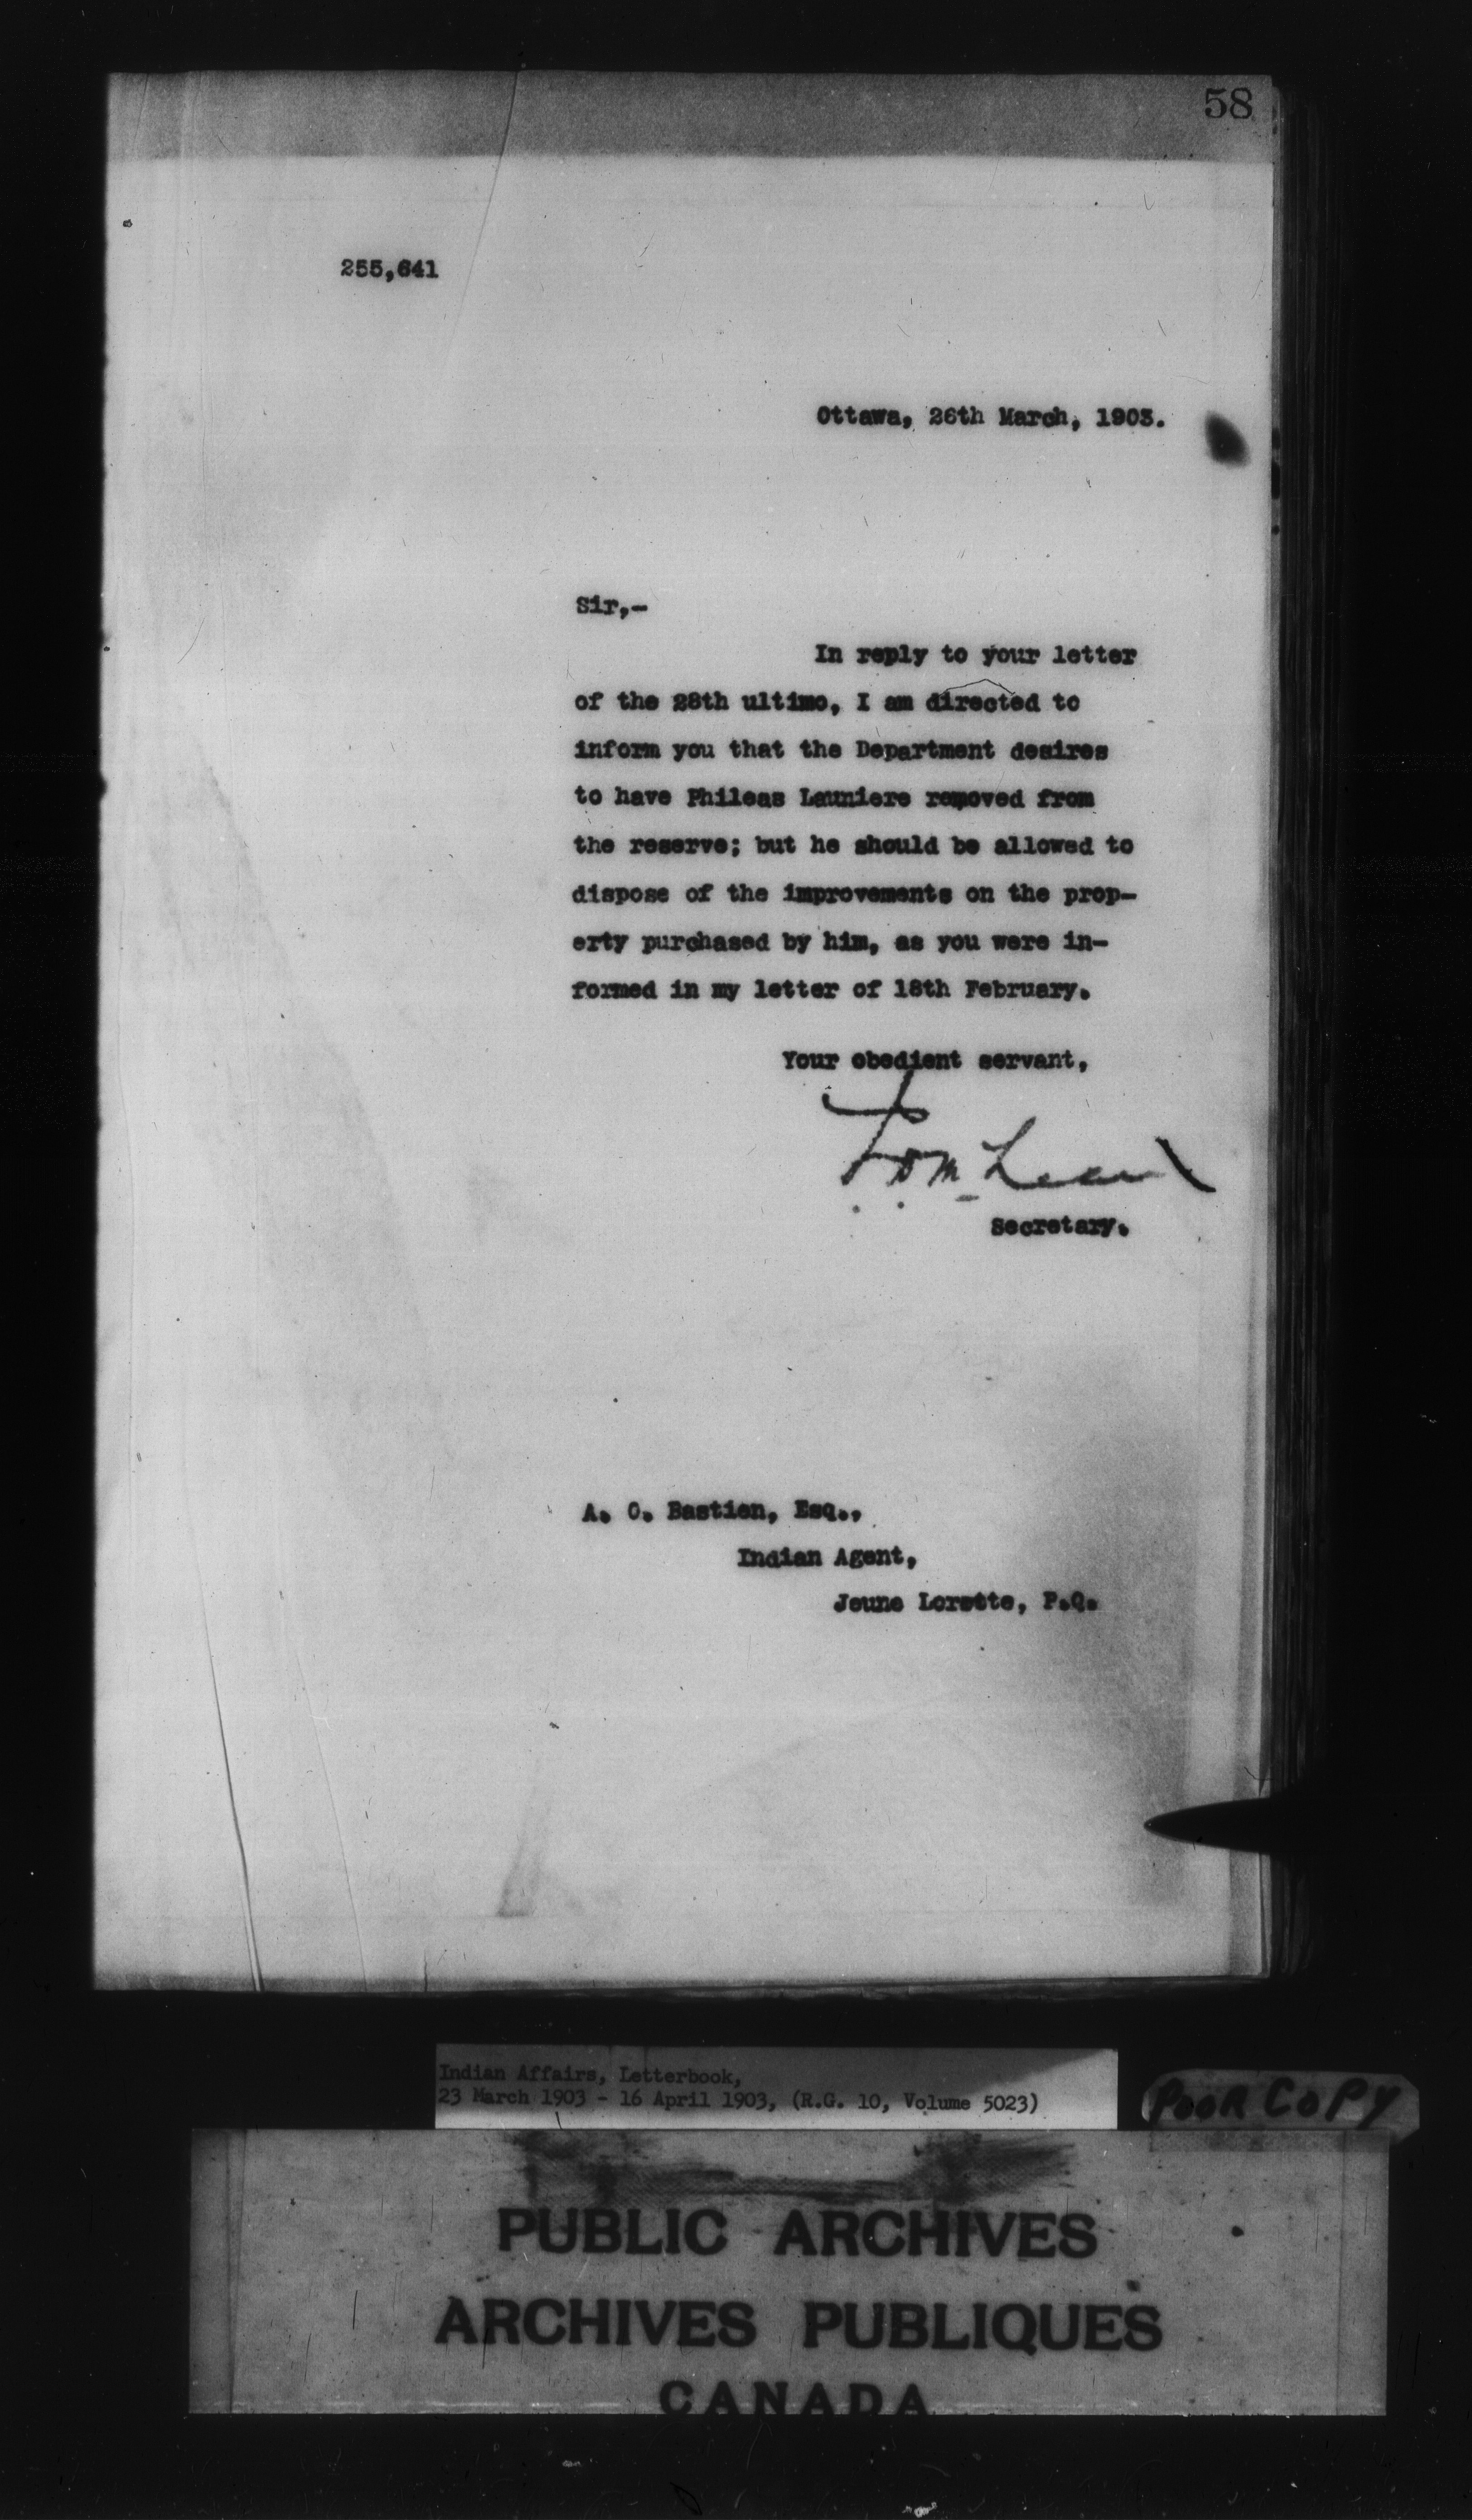 58
255,641
Ottawa, 26th March, 1903.
Sir,-
In reply to your letter
of the 28th ultimo, I am directed to
inform you that the Department desires
to have Phileas Launiere removed from
the reserve; but he should be allowed to
dispose of the improvements on the prop-
erty purchased by him, as you were in-
formed in my letter of 18th February.
Your obedient servant,
Secretary.
A. O. Bastien, Esq.,
Indian Agent,
Jeune Lorette, P.Q.
Indian Affairs, Letterbook,
23 March 1903 - 16 April 1903, (R.G. 10, Volume 5023)
POOR COPY
PUBLIC ARCHIVES
ARCHIVES PUBLIQUES
CANADA